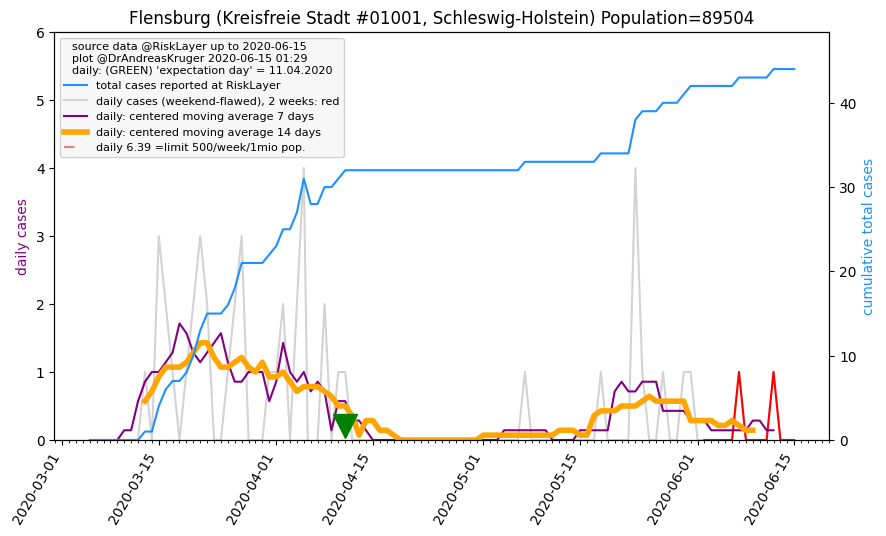 Flensburg (Kreisfreie Stadt #01001, Schleswig-Holstein) Population=89504
source data @RiskLayer up to 2020-06-15
plot @DrAndreasKruger 2020-06-15 01:29
daily: (GREEN) 'expectation day' = 11.04.2020
total cases reported at RiskLayer
daily cases (weekend-flawed), 2 weeks: red
daily: centered moving average 7 days
daily: centered moving average 14 days
daily 6.39 =limit 500/week/1mio pop.
daily cases
6
5
4
3
2
1
0
cumulative total cases
40
30
20
10
0
2020-03-01
2020-03-15
2020-04-01
2020-04-15
2020-05-01
2020-05-15
2020-06-01
2020-06-15